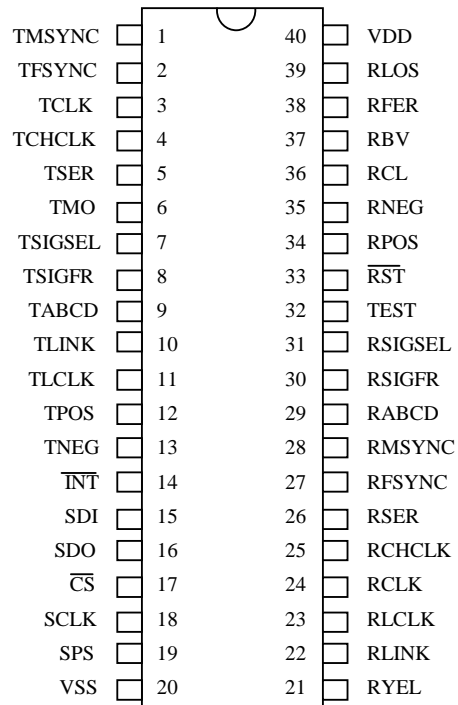 TMSYNC 1 40 VDD
TFSYNC 2 39 RLOS
TCLK 3 38 RFER
TCHCLK 4 37 RBV
TSER 5 36 RCL
TMO 6 35 RNEG
TSIGSEL 7 34 RPOS
TSIGFR 8 33 R̅S̅T̅
TABCD 9 32 TEST
TLINK 10 31 RSIGSEL
TLCLK 11 30 RSIGFR
TPOS 12 29 RABCD
TNEG 13 28 RMSYNC
I̅N̅T̅ 14 27 RFSYNC
SDI 15 26 RSER
SDO 16 25 RCHCLK
C̅S̅ 17 24 RCLK
SCLK 18 23 RLCLK
SPS 19 22 RLINK
VSS 20 21 RYEL